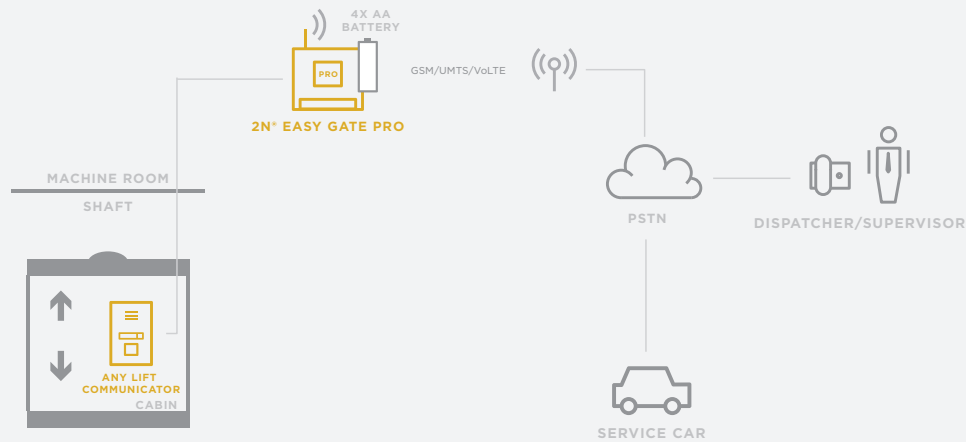 4X AA
BATTERY
PRO
GSM/UMTS/VoLTE
2N® EASY GATE PRO
MACHINE ROOM
SHAFT
PSTN
DISPATCHER/SUPERVISOR
ANY LIFT
COMMUNICATOR
CABIN
SERVICE CAR